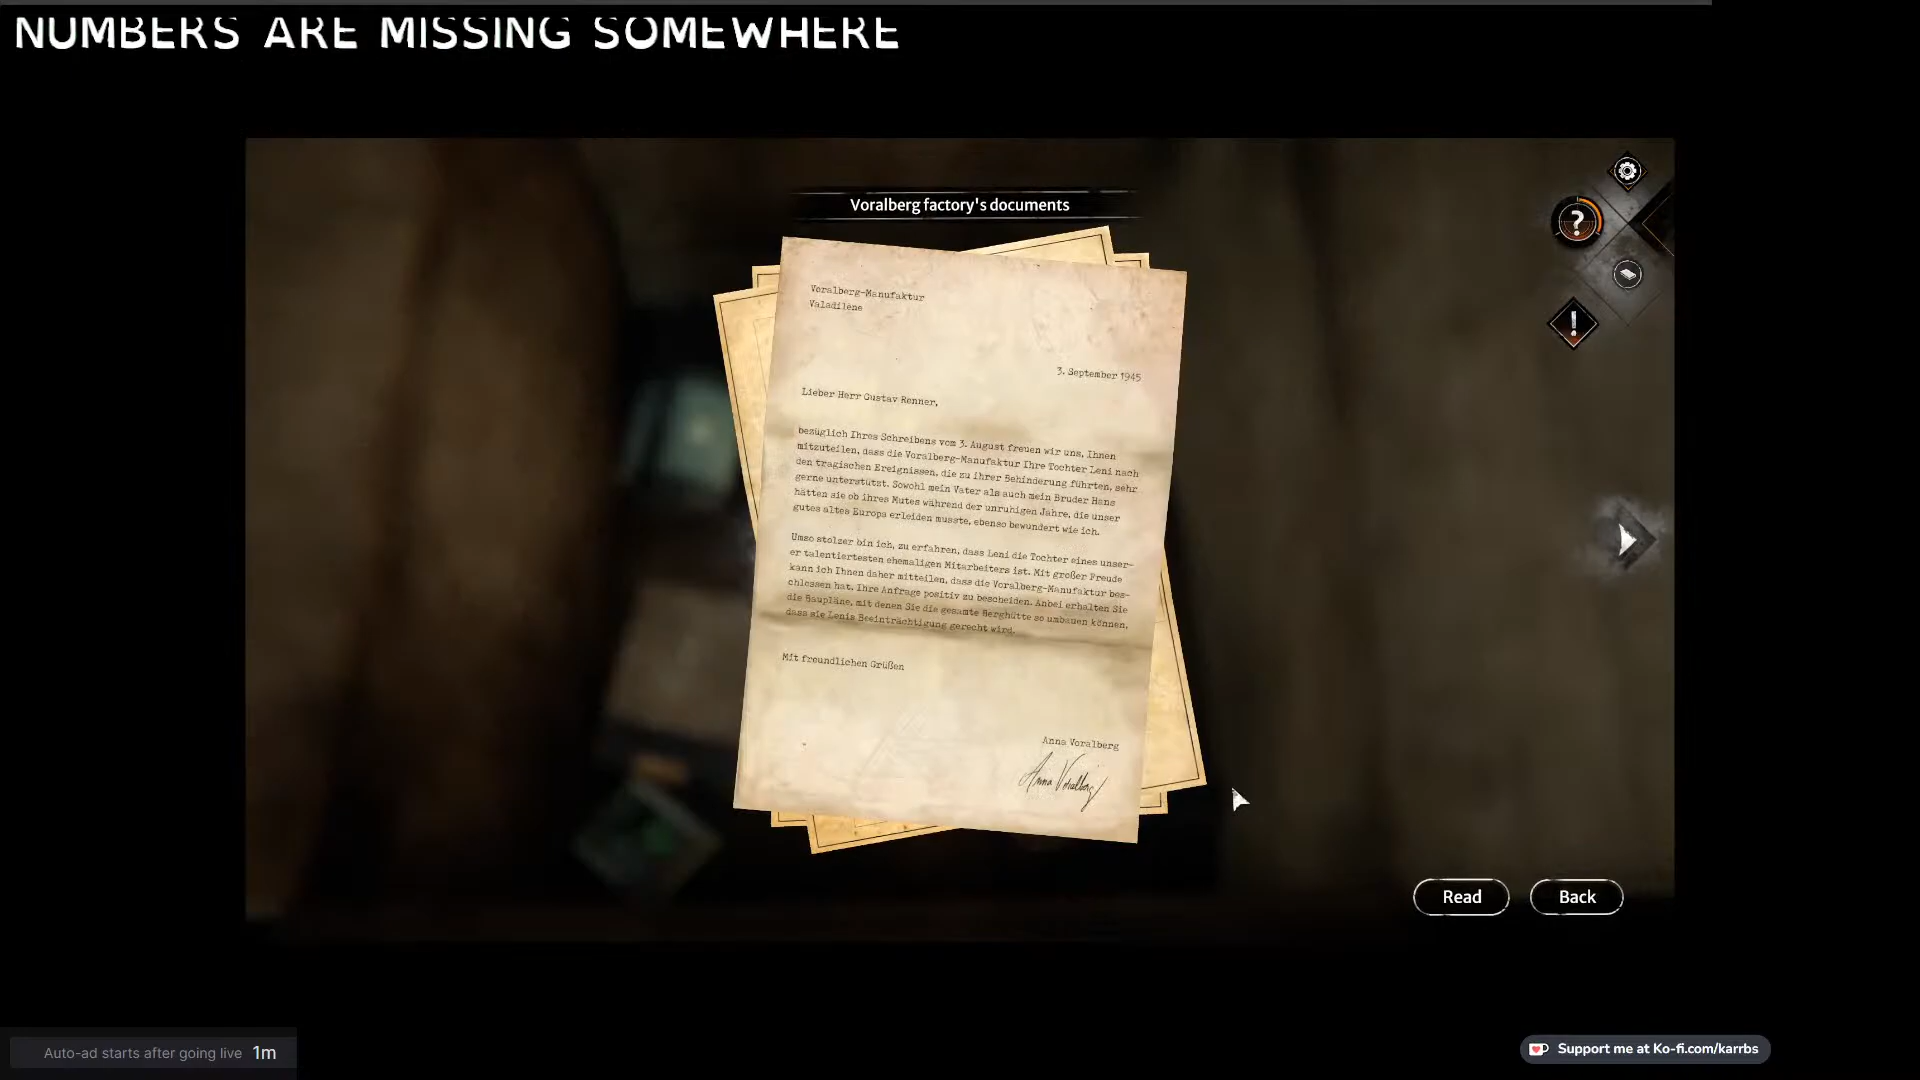 NUMBERS ARE MISSING SOMEWHERE
Voralberg factory's documents
Voralberg-Manufaktur
Valadilene
3. September 1945
Lieber Herr Gustav Renner,
bezüglich Ihres Schreibens vom 3. August freuen wir uns, Ihnen
mitzuteilen, dass die Voralberg-Manufaktur Ihre Tochter Leni nach
den tragischen Ereignissen, die zu ihrer Behinderung führten, sehr
gerne unterstützt. Sowohl mein Vater als auch mein Bruder Hans
hätten sie ob ihres Mutes während der unruhigen Jahre, die unser
gutes altes Europa erleiden musste, ebenso bewundert wie ich.
Umso stolzer bin ich, zu erfahren, dass Leni die Tochter eines unser-
er talentiertesten ehemaligen Mitarbeiters ist. Mit großer Freude
kann ich Ihnen daher mitteilen, dass die Voralberg-Manufaktur bes-
chlossen hat, Ihre Anfrage positiv zu bescheiden. Anbei erhalten Sie
die Baupläne, mit denen Sie die gesamte Berghütte so umbauen können,
dass sie Lenis Beeinträchtigung gerecht wird.
Mit freundlichen Grüßen
Anna Voralberg
Anna Voralberg
Read
Back
Auto-ad starts after going live 1m
Support me at Ko-fi.com/karrbs